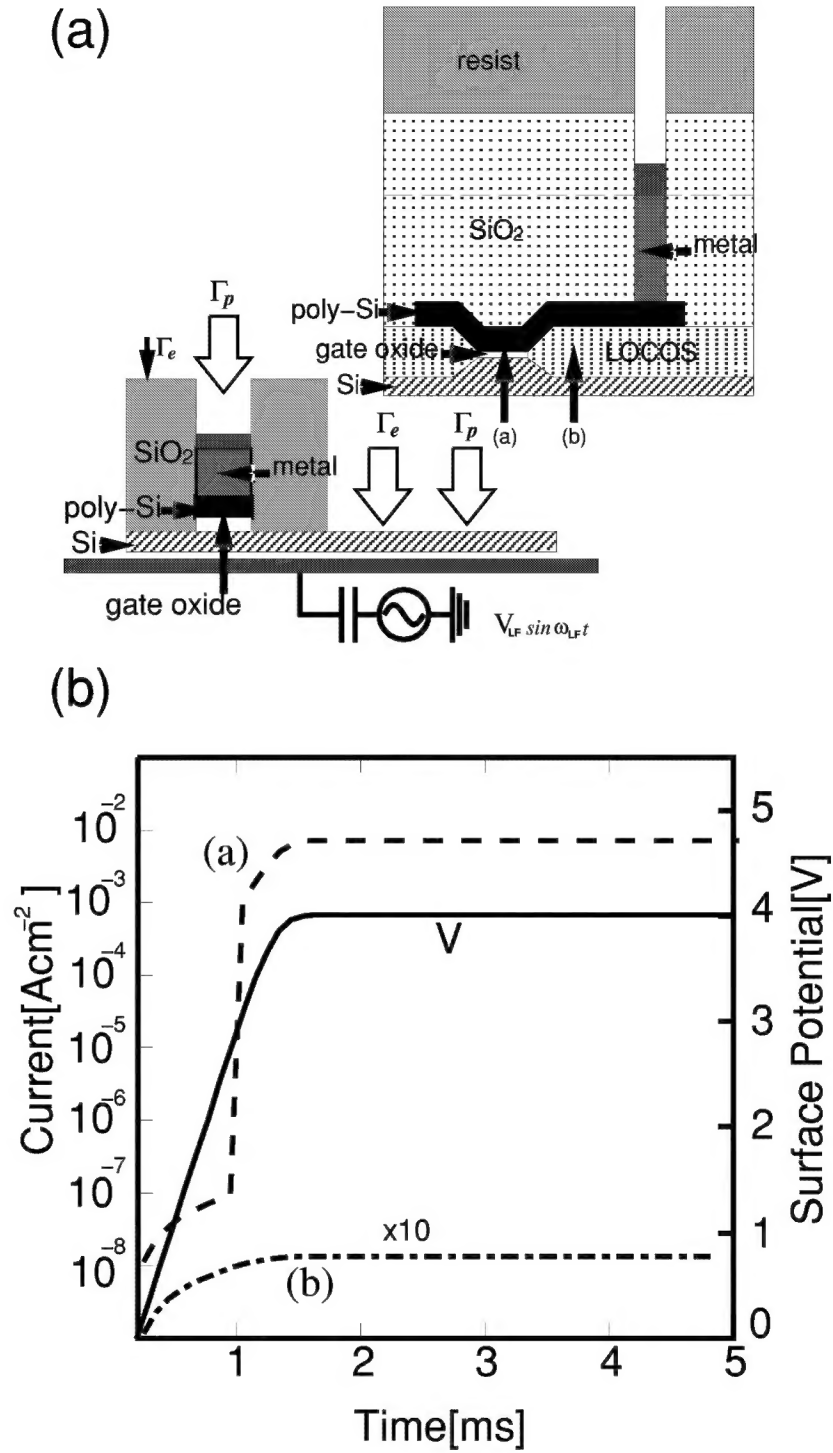 (a)
resist
SiO₂
metal
Γp
poly-Si
Γe
gate oxide
LOCOS
Si
(a)
(b)
Γe
Γp
SiO₂
metal
poly-Si
Si
gate oxide
V_LF sin ω_LF t
(b)
Current[Acm⁻²]
10⁻²
10⁻³
10⁻⁴
10⁻⁵
10⁻⁶
10⁻⁷
10⁻⁸
(a)
V
x10
(b)
5
4
3
2
1
0
Surface Potential[V]
1
2
3
4
5
Time[ms]